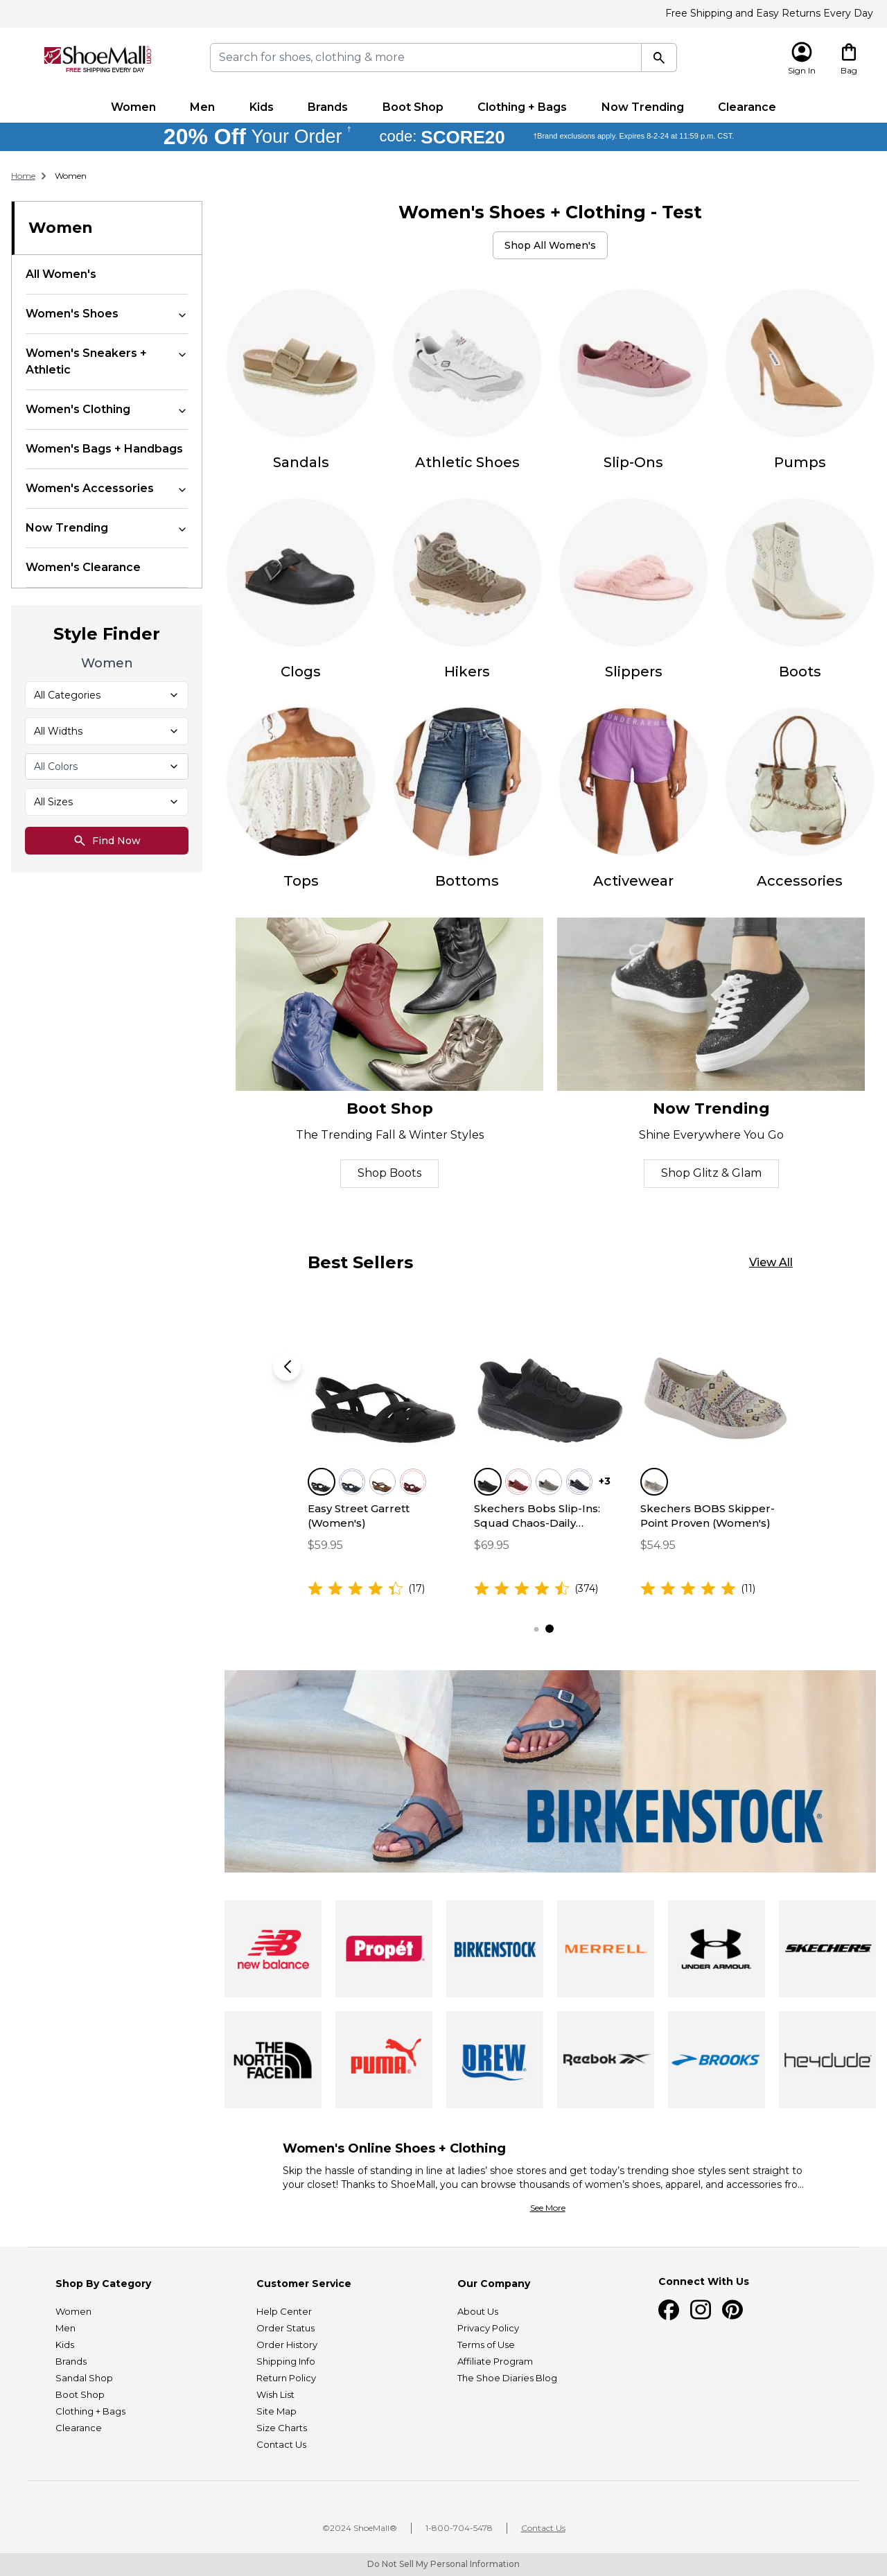 Free Shipping and Easy Returns Every Day
ShoeMall.com
FREE SHIPPING EVERY DAY
Search for shoes, clothing & more
Sign In
Bag
Women Men Kids Brands Boot Shop Clothing + Bags Now Trending Clearance
20% Off Your Order † code: SCORE20 †Brand exclusions apply. Expires 8-2-24 at 11:59 p.m. CST.
Home Women
Women
All Women's
Women's Shoes
Women's Sneakers +
Athletic
Women's Clothing
Women's Bags + Handbags
Women's Accessories
Now Trending
Women's Clearance
Style Finder
Women
All Categories
All Widths
All Colors
All Sizes
Find Now
Women's Shoes + Clothing - Test
Shop All Women's
Sandals Athletic Shoes Slip-Ons Pumps
Clogs Hikers Slippers Boots
UNDER ARMOUR
Tops Bottoms Activewear Accessories
Boot Shop
The Trending Fall & Winter Styles
Shop Boots
Now Trending
Shine Everywhere You Go
Shop Glitz & Glam
Best Sellers
View All
Easy Street Garrett
(Women's)
$59.95
(17)
+3
Skechers Bobs Slip-Ins:
Squad Chaos-Daily...
$69.95
(374)
Skechers BOBS Skipper-
Point Proven (Women's)
$54.95
(11)
BIRKENSTOCK®
NB
new balance
Propét®
BIRKENSTOCK
MERRELL
UNDER ARMOUR.
SKECHERS
THE
NORTH
FACE
PUMA®
DREW®
Reebok
BROOKS
heydude
Women's Online Shoes + Clothing
Skip the hassle of standing in line at ladies’ shoe stores and get today’s trending shoe styles sent straight to
your closet! Thanks to ShoeMall, you can browse thousands of women’s shoes, apparel, and accessories fro...
See More
Shop By Category
Women
Men
Kids
Brands
Sandal Shop
Boot Shop
Clothing + Bags
Clearance
Customer Service
Help Center
Order Status
Order History
Shipping Info
Return Policy
Wish List
Site Map
Size Charts
Contact Us
Our Company
About Us
Privacy Policy
Terms of Use
Affiliate Program
The Shoe Diaries Blog
Connect With Us
©2024 ShoeMall® 1-800-704-5478 Contact Us
Do Not Sell My Personal Information